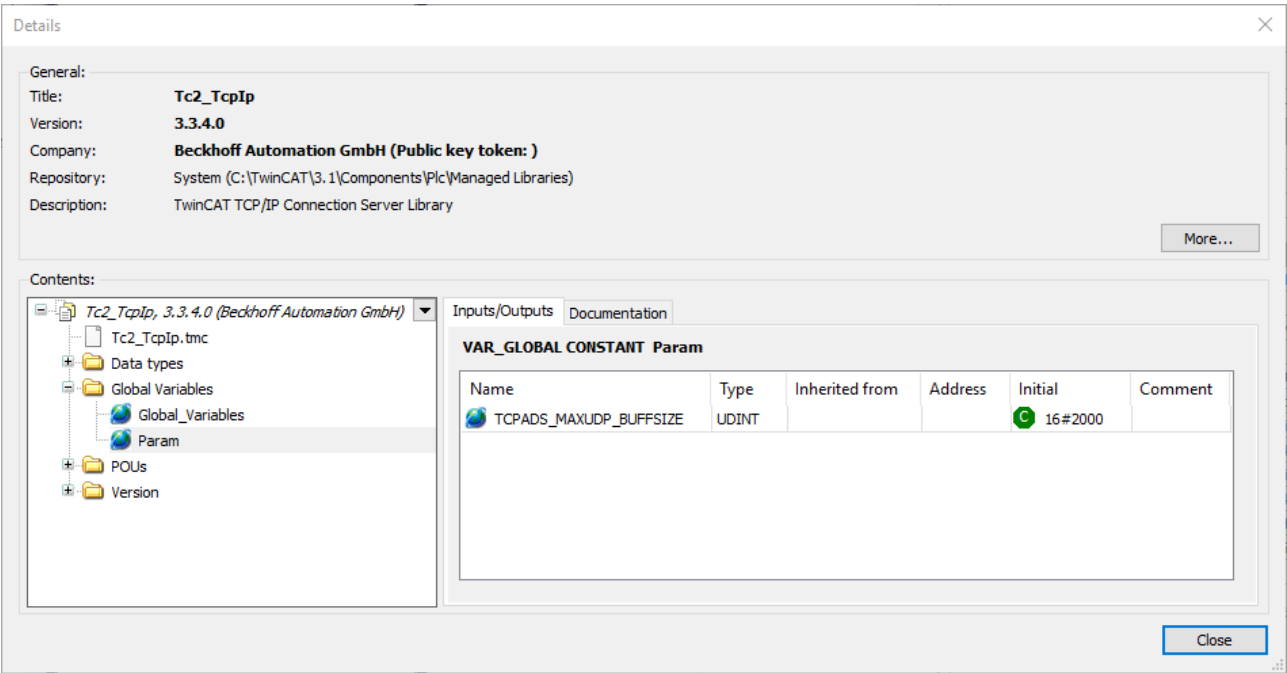 Details
General:
Title: Tc2_TcpIp
Version: 3.3.4.0
Company: Beckhoff Automation GmbH (Public key token: )
Repository: System (C:\TwinCAT\3.1\Components\Plc\Managed Libraries)
Description: TwinCAT TCP/IP Connection Server Library
More...
Contents:
Tc2_TcpIp, 3.3.4.0 (Beckhoff Automation GmbH)
Tc2_TcpIp.tmc
Data types
Global Variables
Global_Variables
Param
POUs
Version
Inputs/Outputs Documentation
VAR_GLOBAL CONSTANT Param
Name Type Inherited from Address Initial Comment
TCPADS_MAXUDP_BUFFSIZE UDINT C 16#2000
Close